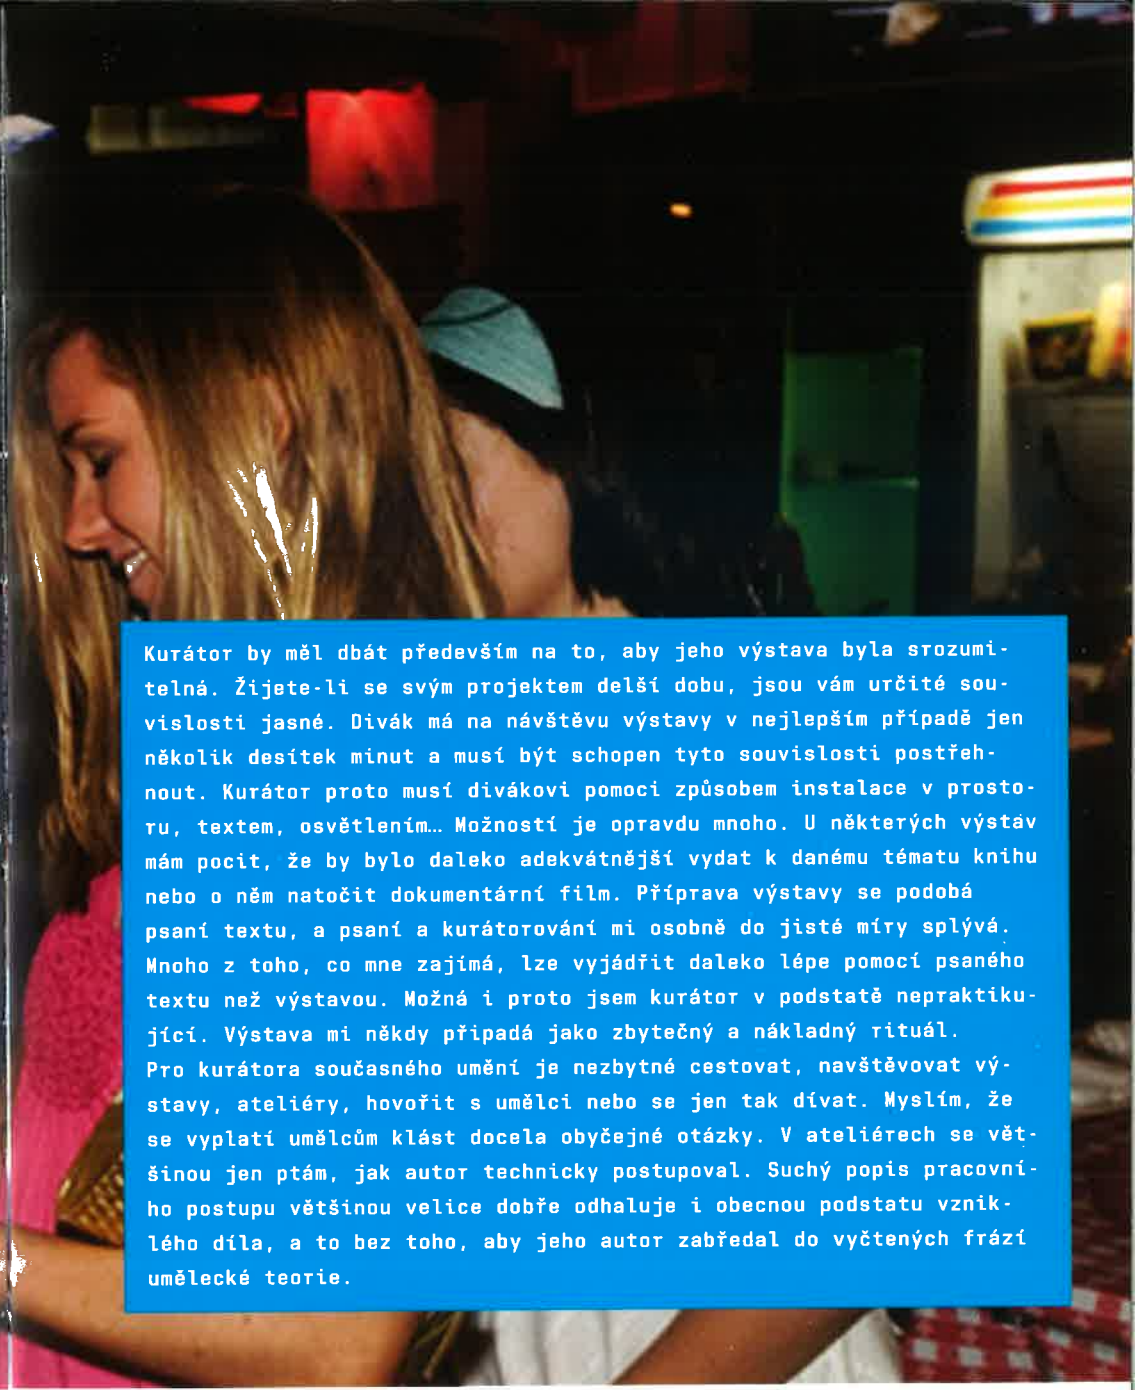 Kurátor by měl dbát především na to, aby jeho výstava byla srozumi-
telná. Žijete-li se svým projektem delší dobu, jsou vám určité sou-
vislosti jasné. Divák má na návštěvu výstavy v nejlepším případě jen
několik desítek minut a musí být schopen tyto souvislosti postřeh-
nout. Kurátor proto musí divákovi pomoci způsobem instalace v prosto-
ru, textem, osvětlením… Možností je opravdu mnoho. U některých výstav
mám pocit, že by bylo daleko adekvátnější vydat k danému tématu knihu
nebo o něm natočit dokumentární film. Příprava výstavy se podobá
psaní textu, a psaní a kurátorování mi osobně do jisté míry splývá.
Mnoho z toho, co mne zajímá, lze vyjádřit daleko lépe pomocí psaného
textu než výstavou. Možná i proto jsem kurátor v podstatě nepraktiku-
jící. Výstava mi někdy připadá jako zbytečný a nákladný rituál.
Pro kurátora současného umění je nezbytné cestovat, navštěvovat vý-
stavy, ateliéry, hovořit s umělci nebo se jen tak dívat. Myslím, že
se vyplatí umělcům klást docela obyčejné otázky. V ateliérech se vět-
šinou jen ptám, jak autor technicky postupoval. Suchý popis pracovní-
ho postupu většinou velice dobře odhaluje i obecnou podstatu vznik-
lého díla, a to bez toho, aby jeho autor zabředal do vyčtených frází
umělecké teorie.